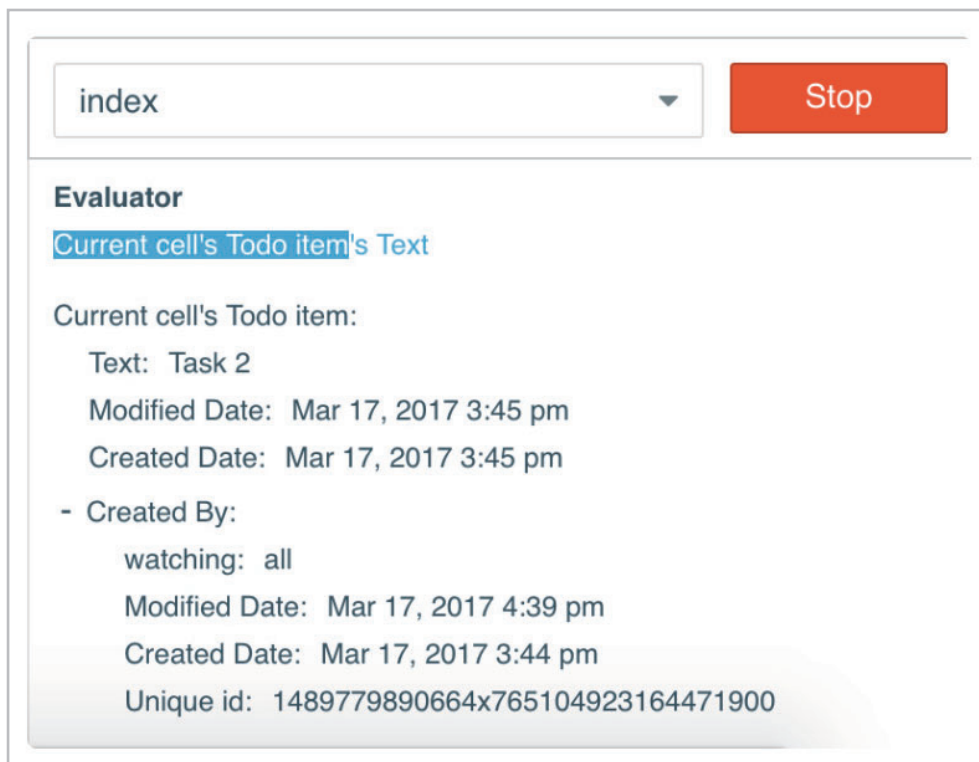 index
Stop
Evaluator
Current cell's Todo item's Text
Current cell's Todo item:
Text: Task 2
Modified Date: Mar 17, 2017 3:45 pm
Created Date: Mar 17, 2017 3:45 pm
- Created By:
watching: all
Modified Date: Mar 17, 2017 4:39 pm
Created Date: Mar 17, 2017 3:44 pm
Unique id: 1489779890664x765104923164471900